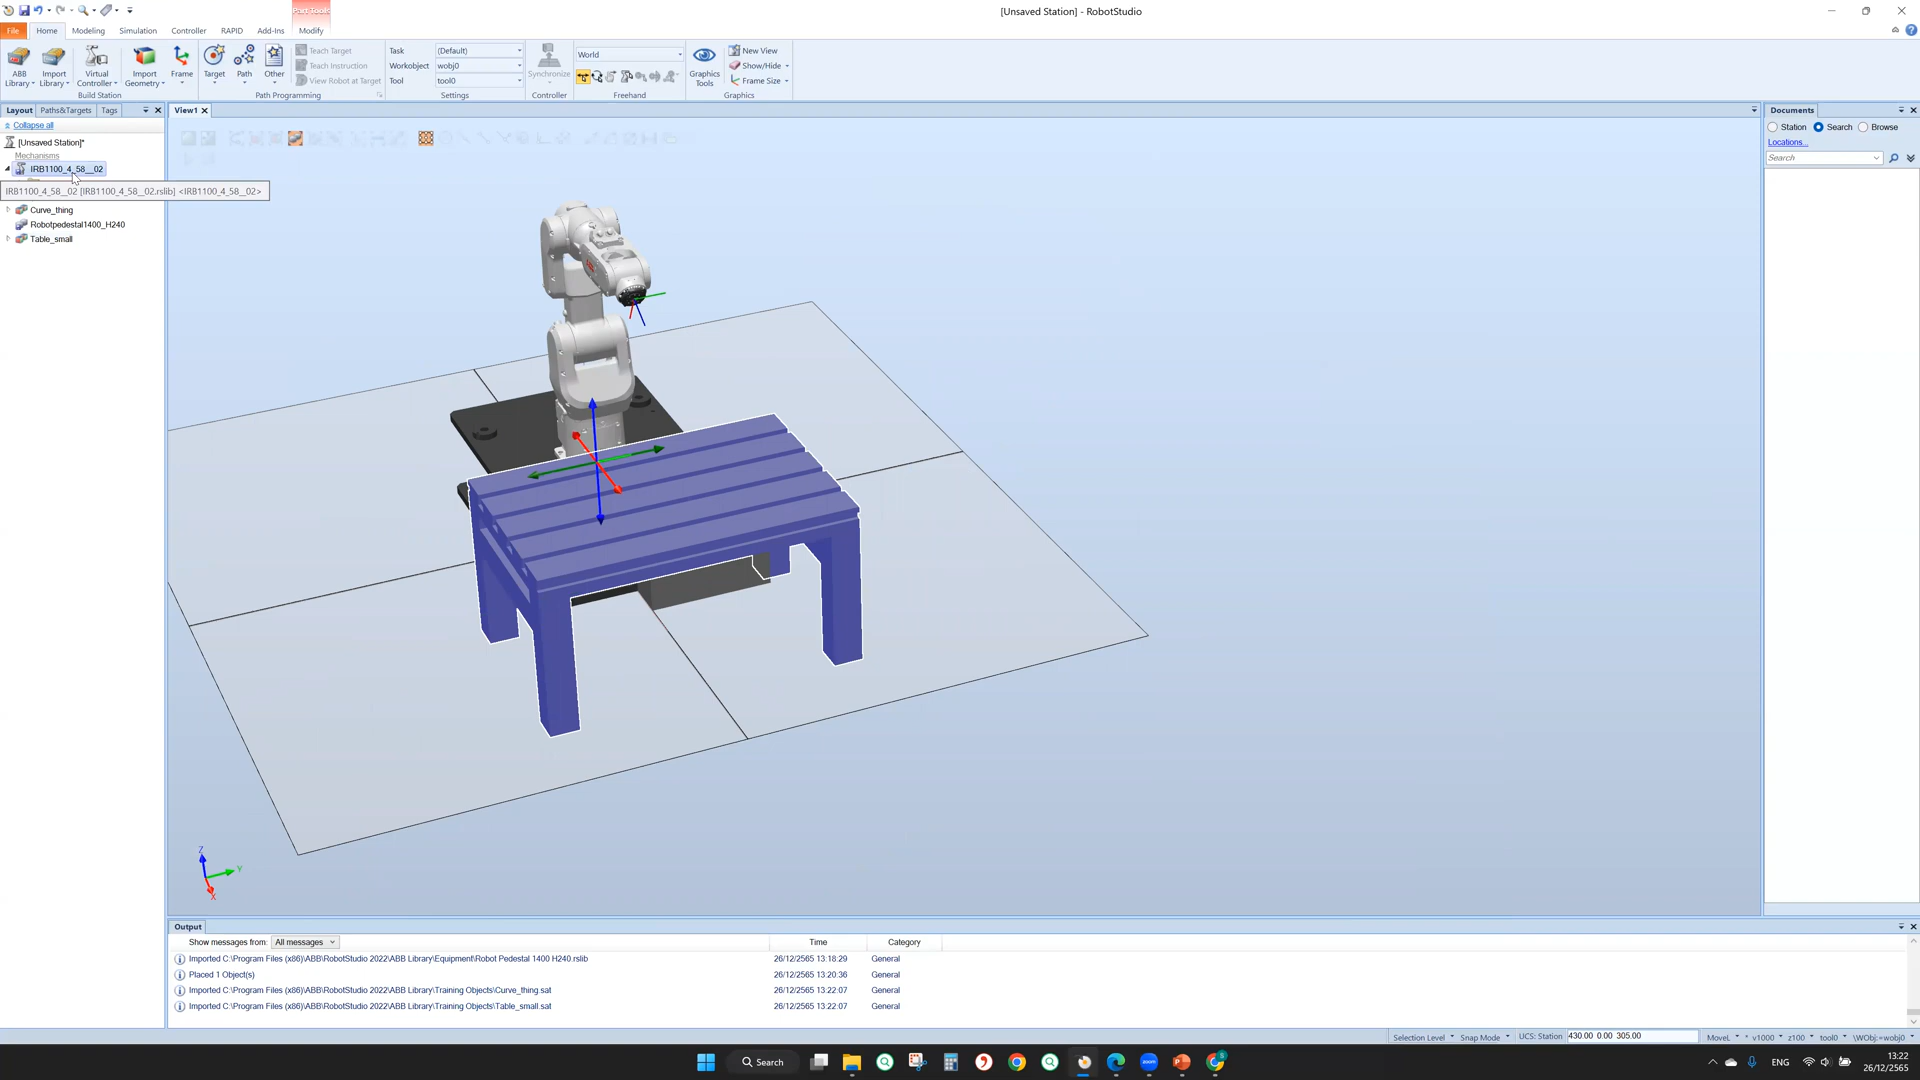 [Unsaved Station] - RobotStudio
Part Tools
File Home Modeling Simulation Controller RAPID Add-Ins Modify
ABB Library Import Library Virtual Controller Import Geometry Frame
Build Station
Target Path Other
Teach Target
Teach Instruction
View Robot at Target
Path Programming
Task (Default)
Workobject wobj0
Tool tool0
Settings
Synchronize
Controller
World
Freehand
Graphics Tools
New View
Show/Hide
Frame Size
Graphics
Layout Paths&Targets Tags
Collapse all
[Unsaved Station]*
Mechanisms
IRB1100_4_58__02
IRB1100_4_58__02 [IRB1100_4_58__02.rslib] <IRB1100_4_58__02>
Curve_thing
Robotpedestal1400_H240
Table_small
View1
Z
Y
X
Documents
Station Search Browse
Locations...
Search
Output
Show messages from: All messages Time Category
Imported C:\Program Files (x86)\ABB\RobotStudio 2022\ABB Library\Equipment\Robot Pedestal 1400 H240.rslib 26/12/2565 13:18:29 General
Placed 1 Object(s) 26/12/2565 13:20:36 General
Imported C:\Program Files (x86)\ABB\RobotStudio 2022\ABB Library\Training Objects\Curve_thing.sat 26/12/2565 13:22:07 General
Imported C:\Program Files (x86)\ABB\RobotStudio 2022\ABB Library\Training Objects\Table_small.sat 26/12/2565 13:22:07 General
Selection Level Snap Mode UCS: Station 430.00 0.00 305.00 MoveL * v1000 z100 tool0 \WObj:=wobj0
Search
ENG
13:22
26/12/2565